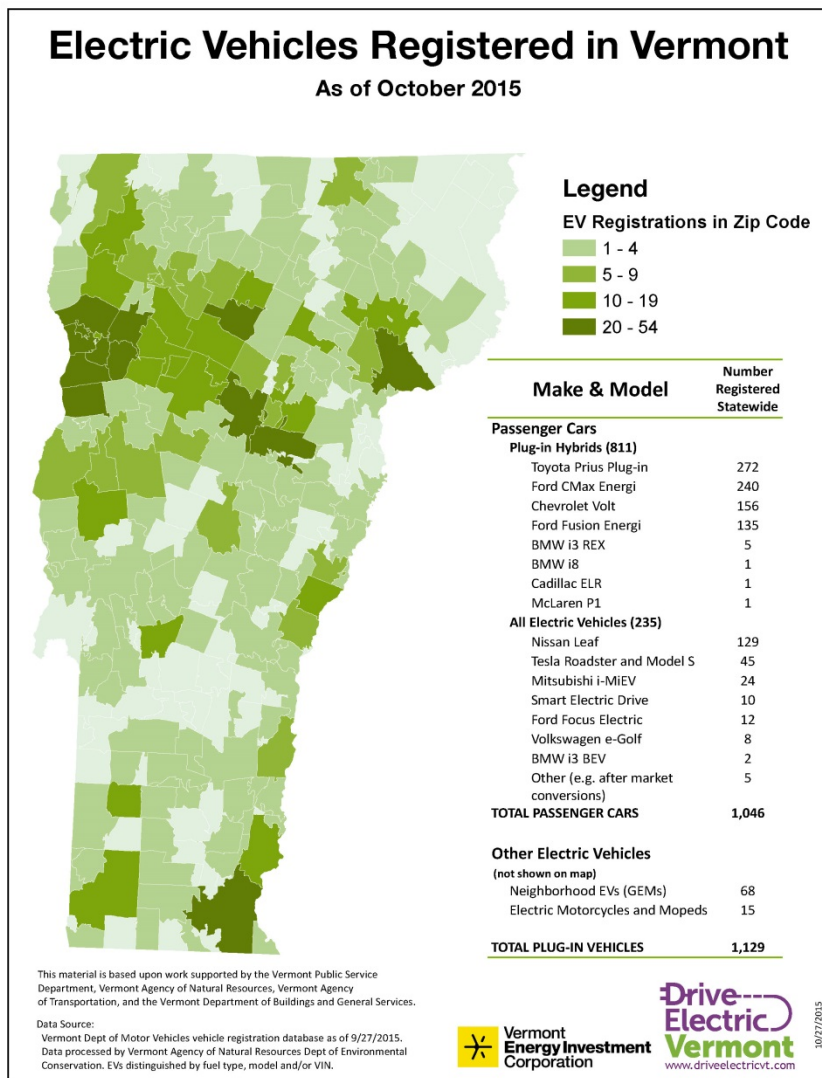 Electric Vehicles Registered in Vermont
As of October 2015
Legend
EV Registrations in Zip Code
1 - 4
5 - 9
10 - 19
20 - 54
Make & Model
Number
Registered
Statewide
Passenger Cars
Plug-in Hybrids (811)
Toyota Prius Plug-in 272
Ford CMax Energi 240
Chevrolet Volt 156
Ford Fusion Energi 135
BMW i3 REX 5
BMW i8 1
Cadillac ELR 1
McLaren P1 1
All Electric Vehicles (235)
Nissan Leaf 129
Tesla Roadster and Model S 45
Mitsubishi i-MiEV 24
Smart Electric Drive 10
Ford Focus Electric 12
Volkswagen e-Golf 8
BMW i3 BEV 2
Other (e.g. after market 5
conversions)
TOTAL PASSENGER CARS 1,046
Other Electric Vehicles
(not shown on map)
Neighborhood EVs (GEMs) 68
Electric Motorcycles and Mopeds 15
TOTAL PLUG-IN VEHICLES 1,129
This material is based upon work supported by the Vermont Public Service
Department, Vermont Agency of Natural Resources, Vermont Agency
of Transportation, and the Vermont Department of Buildings and General Services.
Data Source:
Vermont Dept of Motor Vehicles vehicle registration database as of 9/27/2015.
Data processed by Vermont Agency of Natural Resources Dept of Environmental
Conservation. EVs distinguished by fuel type, model and/or VIN.
Vermont
Energy Investment
Corporation
Drive
Electric
Vermont
www.driveelectricvt.com
10/27/2015